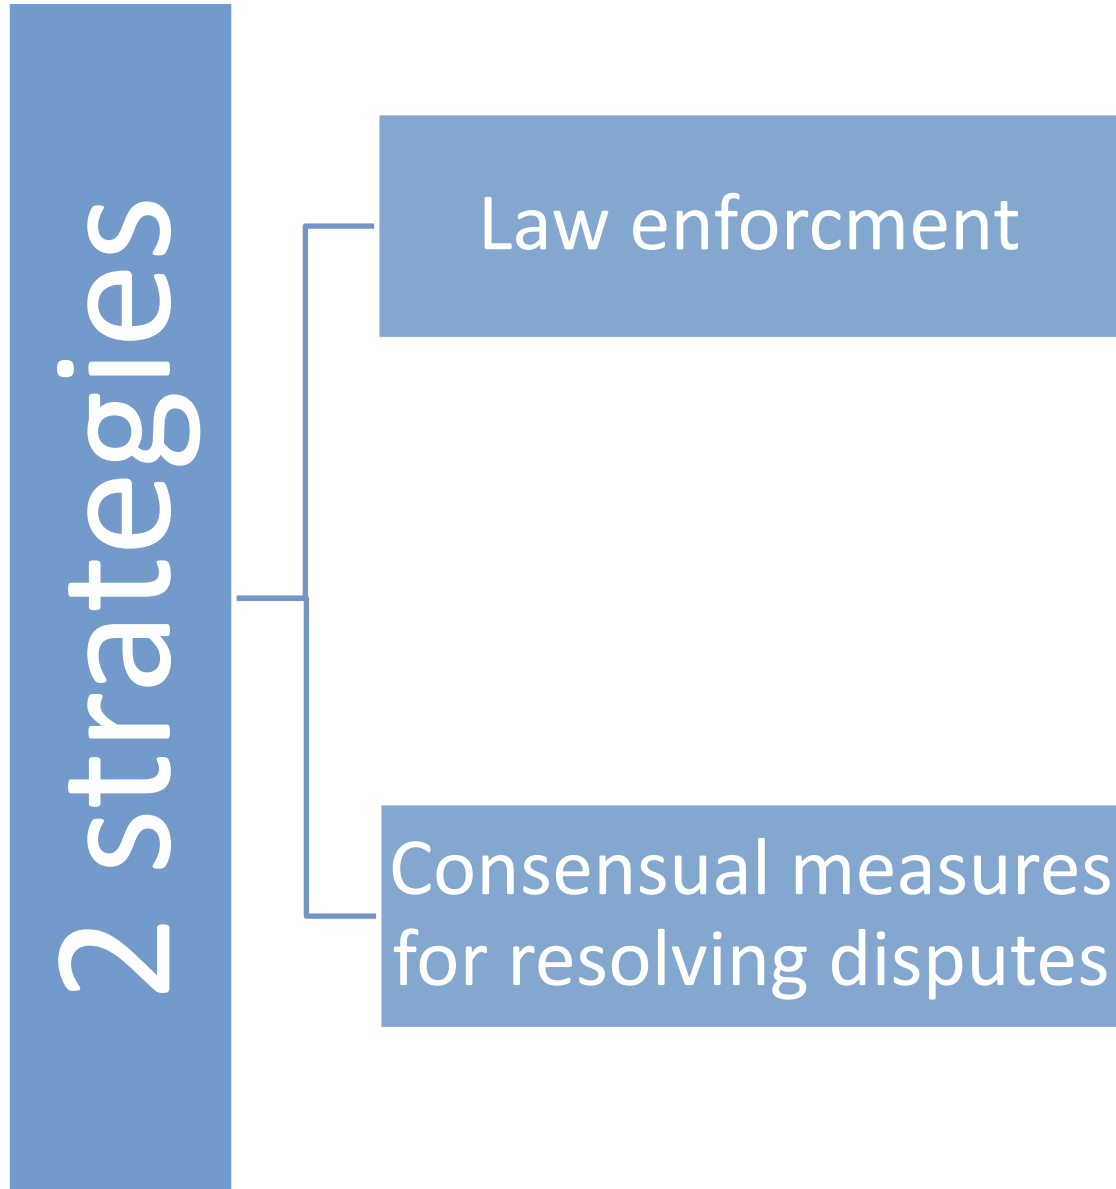 2 strategies
Law enforcment
Consensual measures
for resolving disputes